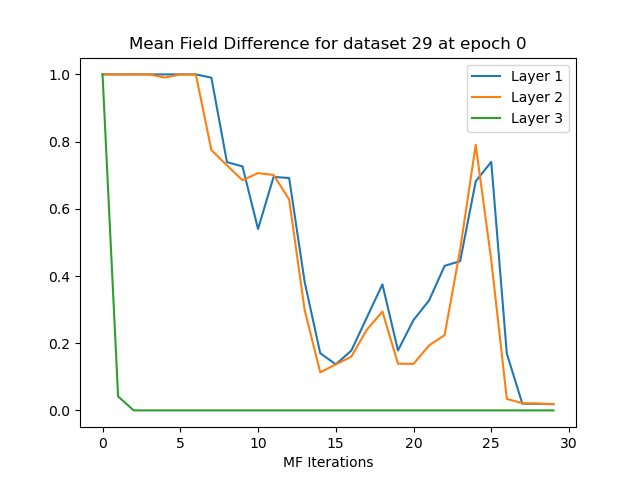 Mean Field Difference for dataset 29 at epoch 0
Layer 1
Layer 2
Layer 3
1.0
0.8
0.6
0.4
0.2
0.0
0 5 10 15 20 25 30
MF Iterations